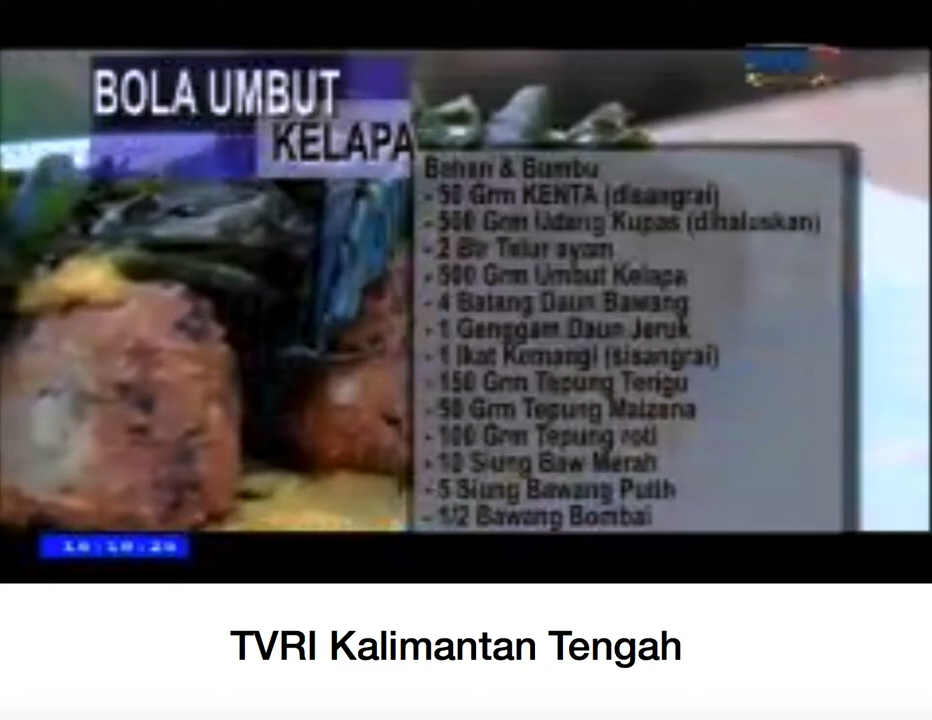 BOLA UMBUT
KELAPA
Bahan & Bumbu
- 50 Grm KENTA (disangrai)
- 500 Grm Udang Kupas (dihaluskan)
- 2 Btr Telur ayam
- 500 Grm Umbut Kelapa
- 4 Batang Daun Bawang
- 1 Genggam Daun Jeruk
- 1 Ikat Kemangi (sisangrai)
- 150 Grm Tepung Terigu
- 50 Grm Tepung Maizena
- 100 Grm Tepung roti
- 10 Siung Baw Merah
- 5 Siung Bawang Putih
- 1/2 Bawang Bombai
TVRI Kalimantan Tengah